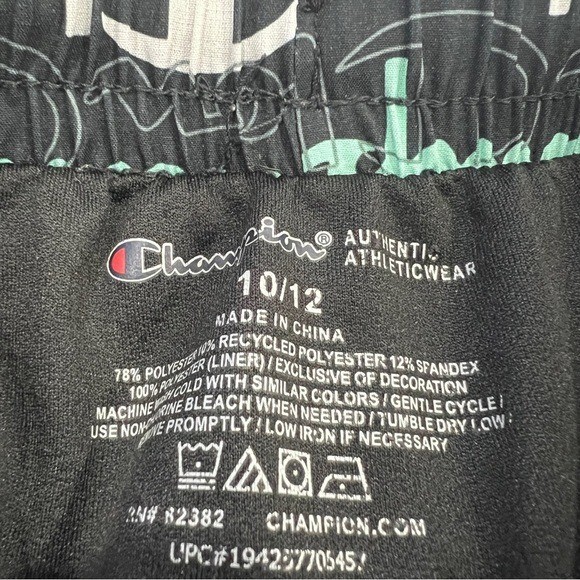 Champion® AUTHENTIC
ATHLETICWEAR
10/12
MADE IN CHINA
78% POLYESTER 10% RECYCLED POLYESTER 12% SPANDEX
100% POLYESTER (LINER) / EXCLUSIVE OF DECORATION
MACHINE WASH COLD WITH SIMILAR COLORS / GENTLE CYCLE /
USE NON-CHLORINE BLEACH WHEN NEEDED / TUMBLE DRY LOW
PROMPTLY / LOW IRON IF NECESSARY
RN# 82382 CHAMPION.COM